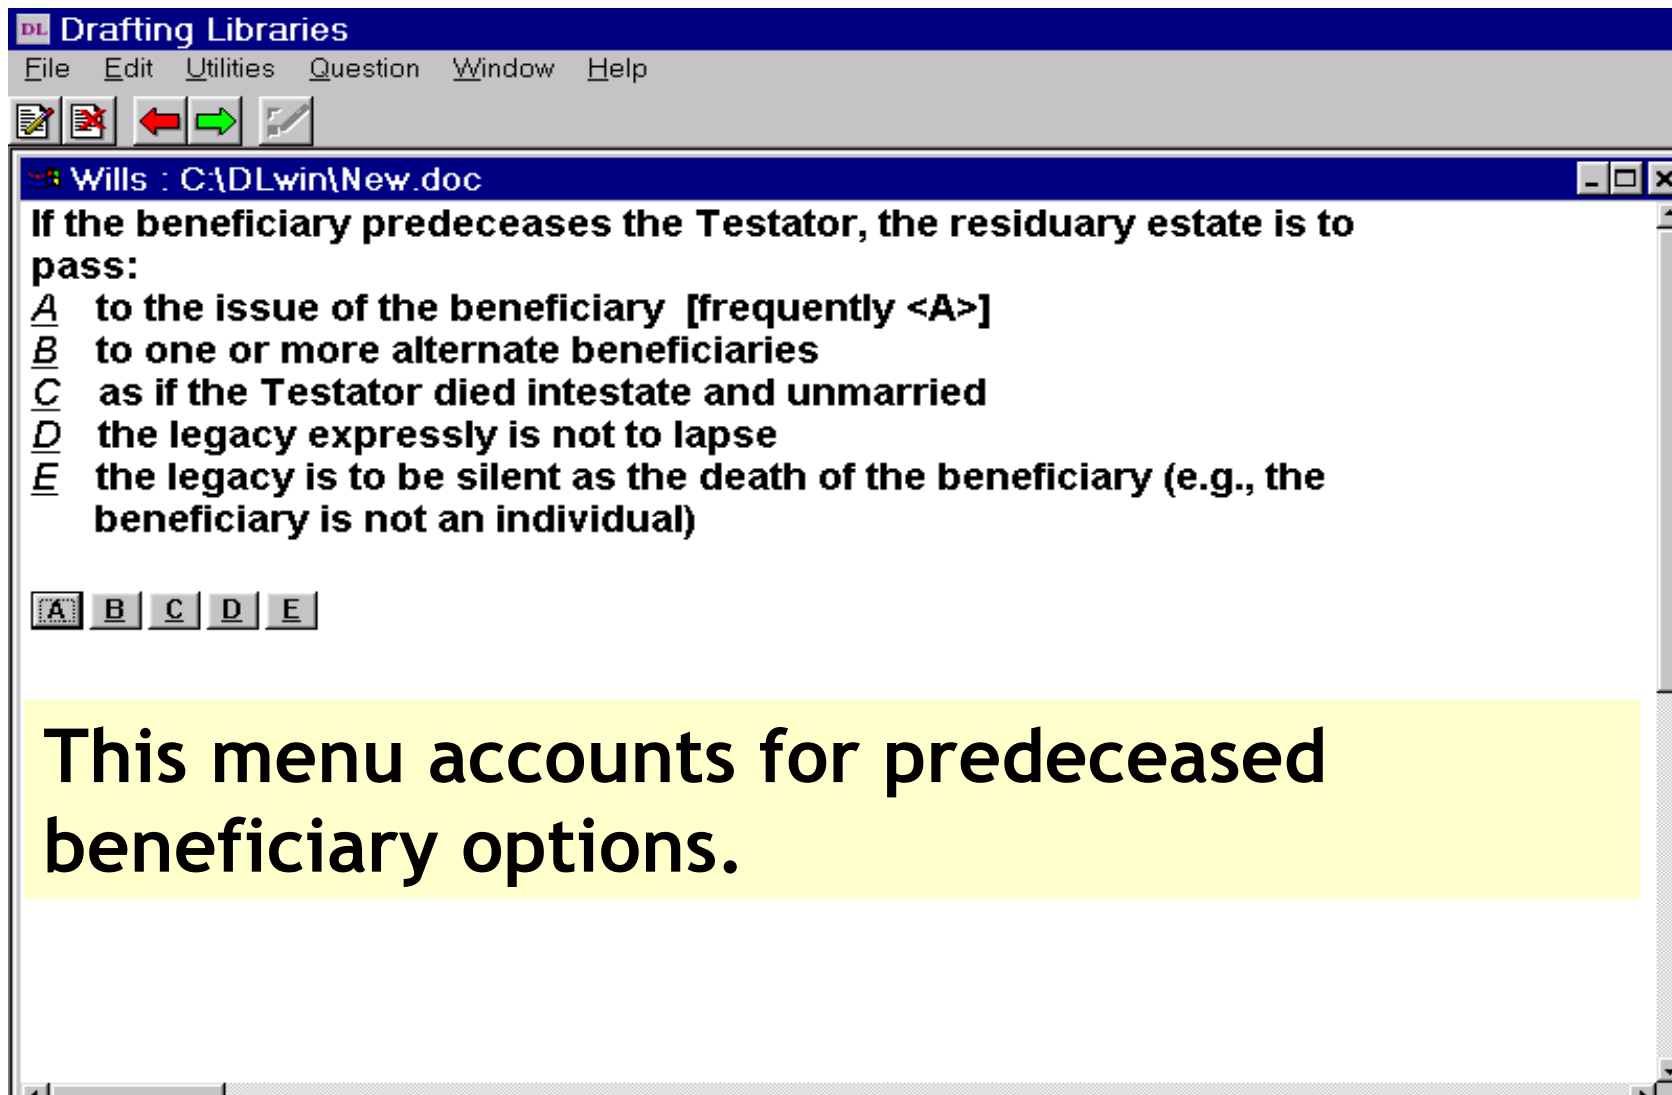 DL Drafting Libraries
File Edit Utilities Question Window Help
Wills : C:\DLwin\New.doc
If the beneficiary predeceases the Testator, the residuary estate is to
pass:
A to the issue of the beneficiary [frequently <A>]
B to one or more alternate beneficiaries
C as if the Testator died intestate and unmarried
D the legacy expressly is not to lapse
E the legacy is to be silent as the death of the beneficiary (e.g., the
beneficiary is not an individual)
A B C D E
This menu accounts for predeceased
beneficiary options.